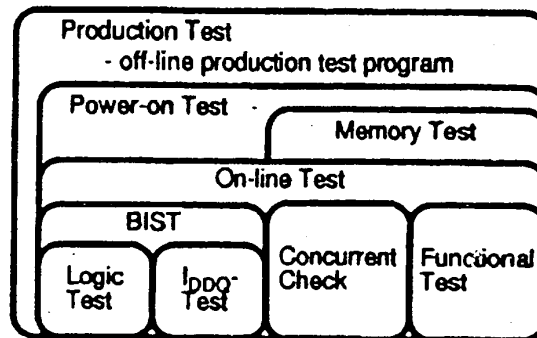 Production Test
- off-line production test program
Power-on Test
Memory Test
On-line Test
BIST
Logic
Test
IDDQ-
Test
Concurrent
Check
Functional
Test